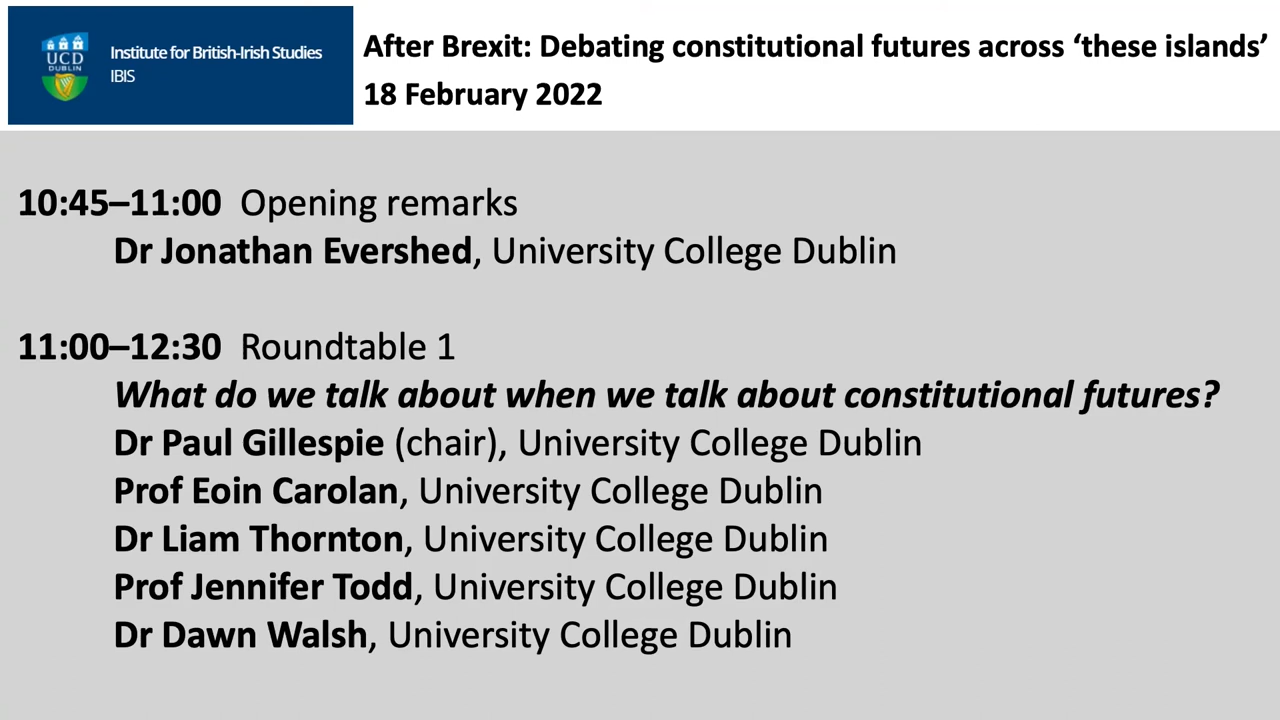 UCD
DUBLIN
Institute for British-Irish Studies
IBIS
After Brexit: Debating constitutional futures across ‘these islands’
18 February 2022
10:45–11:00 Opening remarks
Dr Jonathan Evershed, University College Dublin
11:00–12:30 Roundtable 1
What do we talk about when we talk about constitutional futures?
Dr Paul Gillespie (chair), University College Dublin
Prof Eoin Carolan, University College Dublin
Dr Liam Thornton, University College Dublin
Prof Jennifer Todd, University College Dublin
Dr Dawn Walsh, University College Dublin